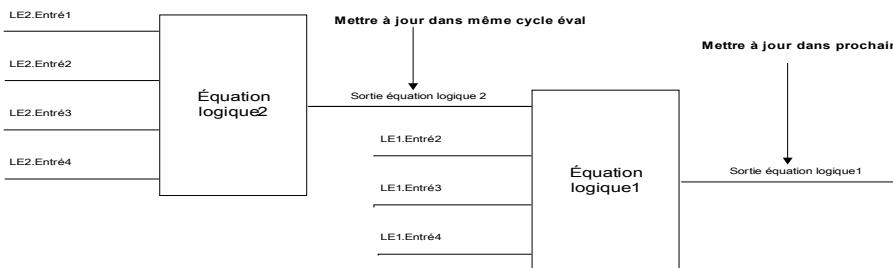 LE2.Entré1
Mettre à jour dans même cycle éval
Mettre à jour dans prochain
LE2.Entré2
Équation
logique2
Sortie équation logique 2
LE2.Entré3
LE1.Entré2
LE2.Entré4
Équation
logique1
Sortie équation logique1
LE1.Entré3
LE1.Entré4